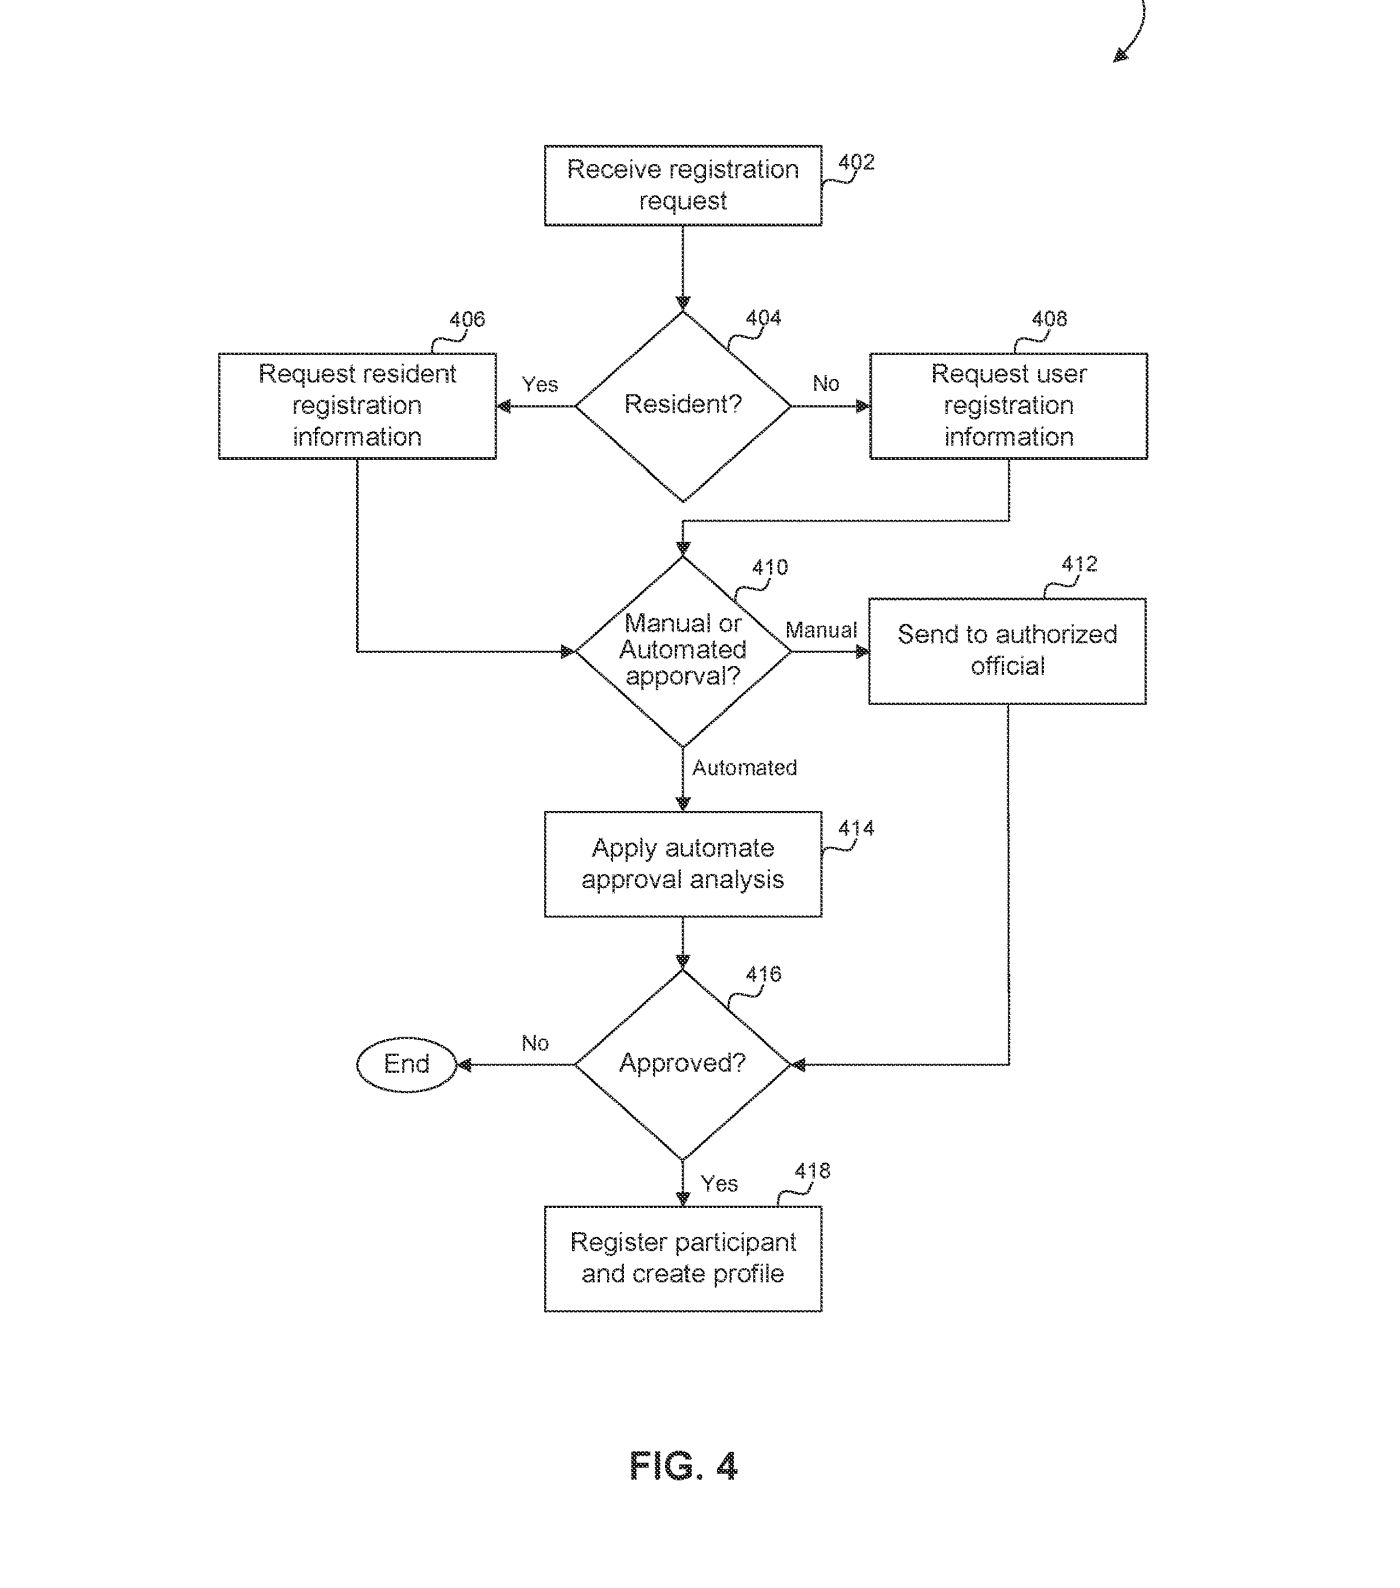 Receive registration
request
402
404
Resident?
Yes
No
406
Request resident
registration
information
408
Request user
registration
information
410
Manual or
Automated
apporval?
Manual
412
Send to authorized
official
Automated
414
Apply automate
approval analysis
416
Approved?
No
End
Yes
418
Register participant
and create profile
FIG. 4